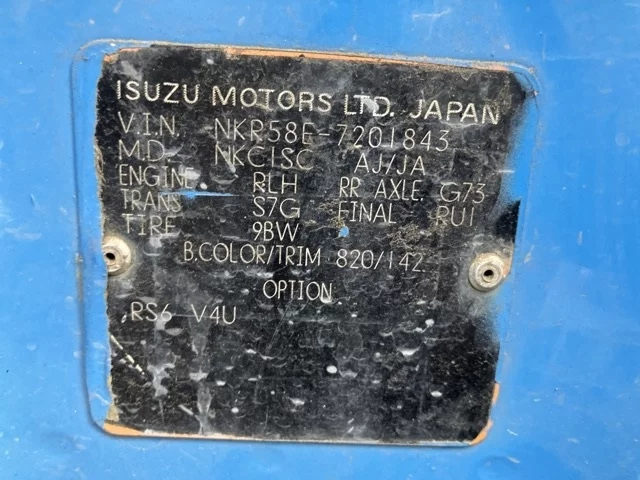 ISUZU MOTORS LTD. JAPAN
V.I.N. NKR58E-7201843
M.D. NKC1SC AJ/JA
ENGINE RLH RR AXLE G73
TRANS S7G FINAL RU1
TIRE 9BW
B.COLOR/TRIM 820/142
OPTION
RS6 V4U